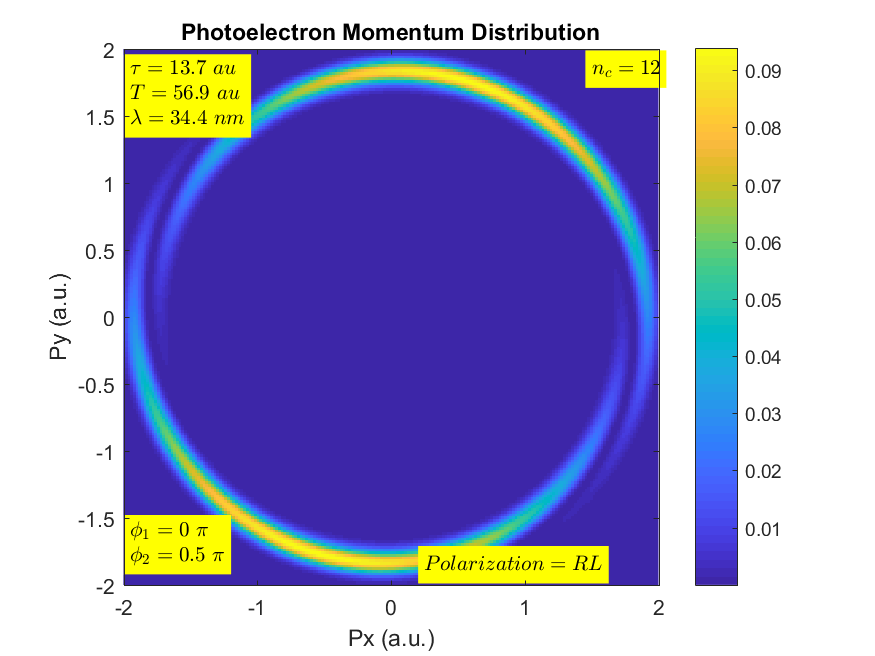 Photoelectron Momentum Distribution
τ = 13.7 au
T = 56.9 au
λ = 34.4 nm
n_c = 12
ϕ_1 = 0 π
ϕ_2 = 0.5 π
Polarization = RL
2
1.5
1
0.5
0
-0.5
-1
-1.5
-2
Py (a.u.)
-2
-1
0
1
2
Px (a.u.)
0.09
0.08
0.07
0.06
0.05
0.04
0.03
0.02
0.01